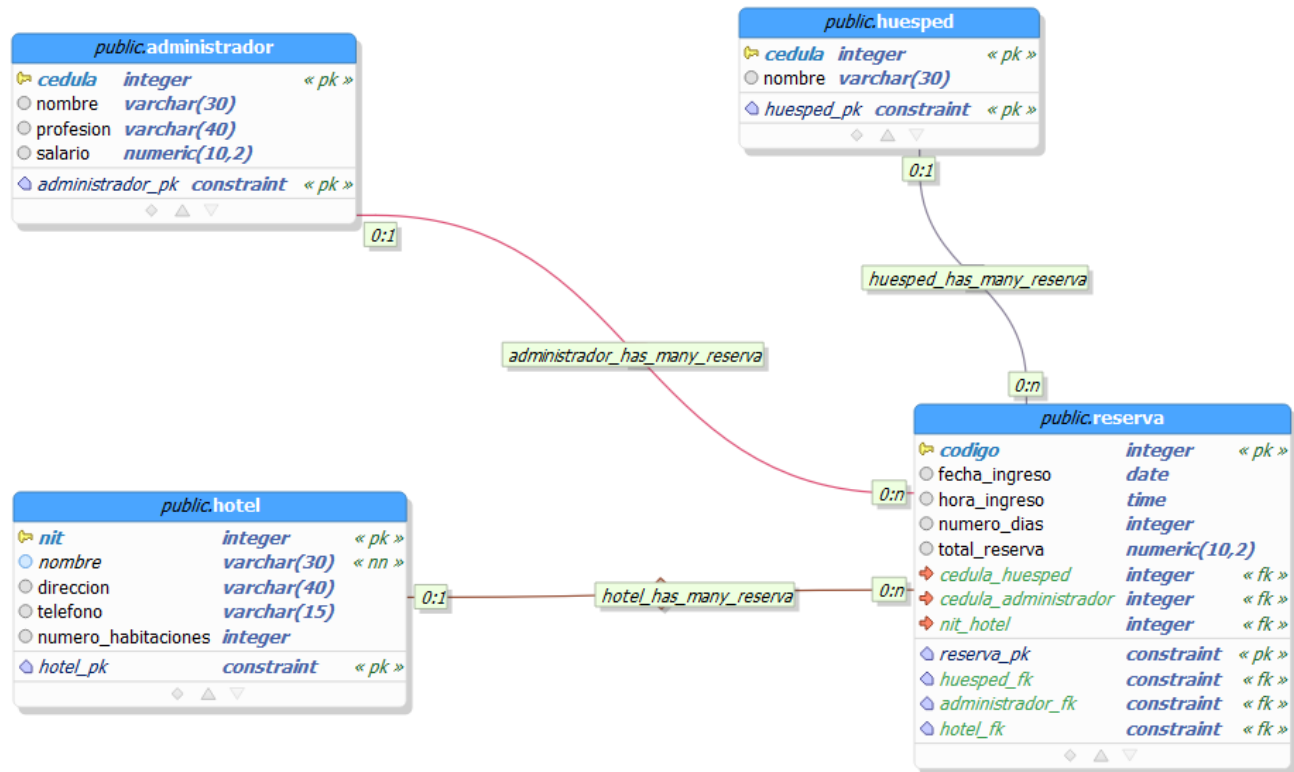 public.administrador
cedula integer « pk »
nombre varchar(30)
profesion varchar(40)
salario numeric(10,2)
administrador_pk constraint « pk »
public.huesped
cedula integer « pk »
nombre varchar(30)
huesped_pk constraint « pk »
0:1
0:1
huesped_has_many_reserva
administrador_has_many_reserva
0:n
public.hotel
nit integer « pk »
nombre varchar(30) « nn »
direccion varchar(40)
telefono varchar(15)
numero_habitaciones integer
hotel_pk constraint « pk »
0:1
hotel_has_many_reserva
0:n
0:n
public.reserva
codigo integer « pk »
fecha_ingreso date
hora_ingreso time
numero_dias integer
total_reserva numeric(10,2)
cedula_huesped integer « fk »
cedula_administrador integer « fk »
nit_hotel integer « fk »
reserva_pk constraint « pk »
huesped_fk constraint « fk »
administrador_fk constraint « fk »
hotel_fk constraint « fk »